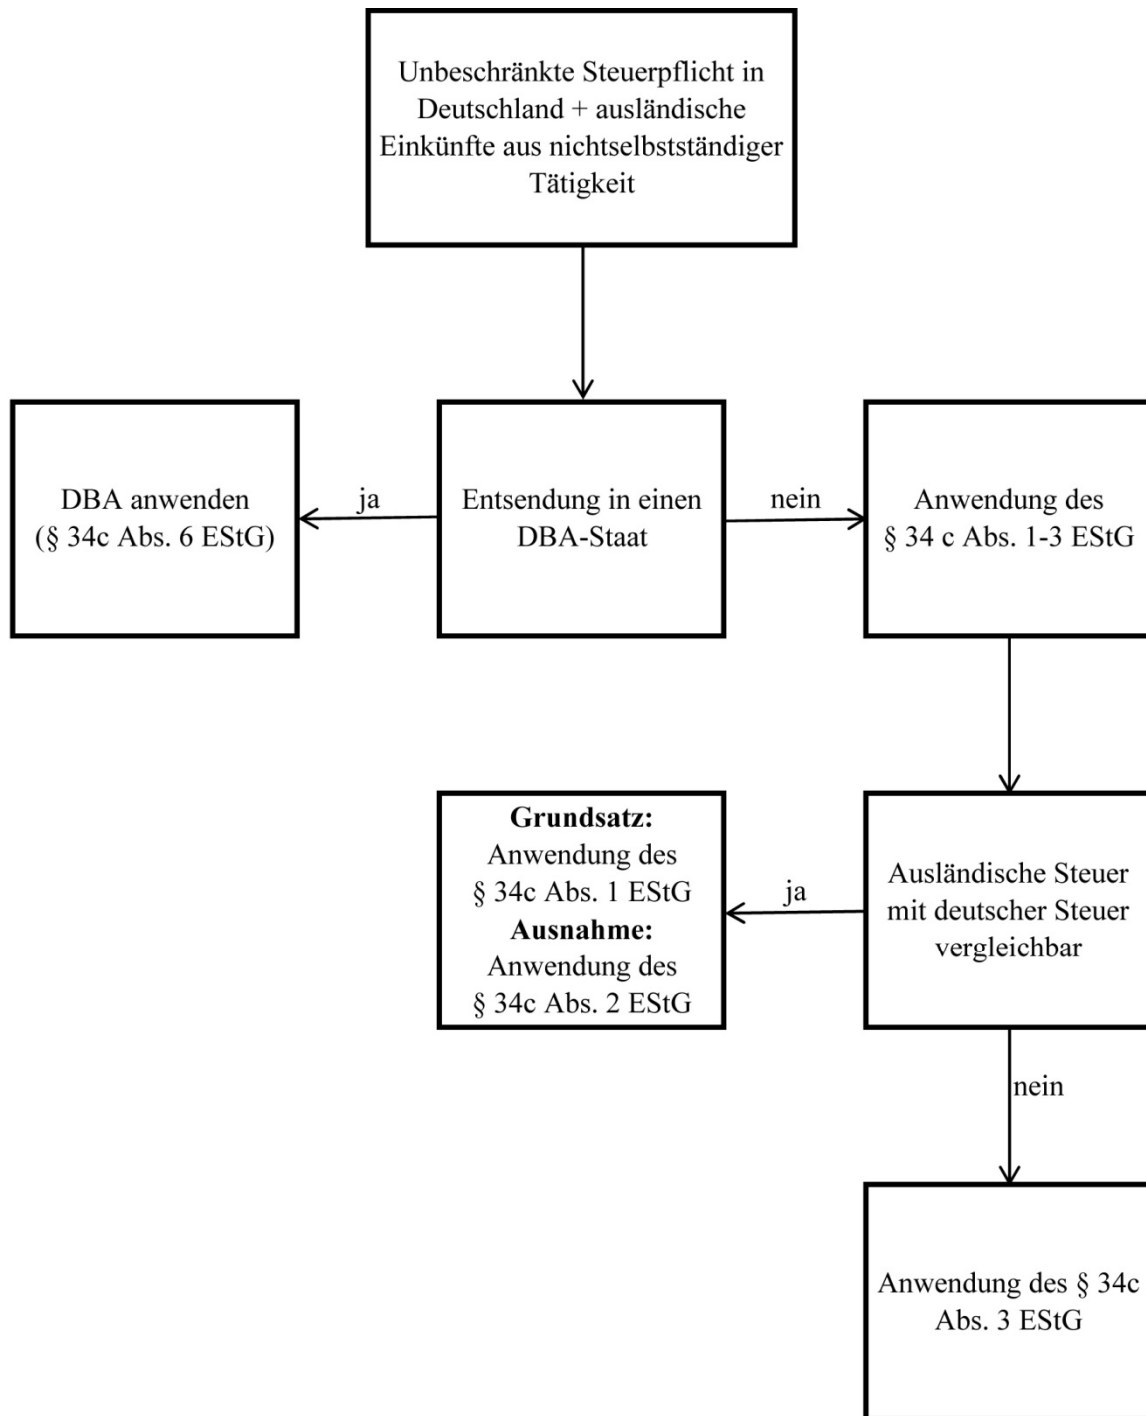 Unbeschränkte Steuerpflicht in
Deutschland + ausländische
Einkünfte aus nichtselbstständiger
Tätigkeit
DBA anwenden
(§ 34c Abs. 6 EStG)
ja
Entsendung in einen
DBA-Staat
nein
Anwendung des
§ 34 c Abs. 1-3 EStG
Grundsatz:
Anwendung des
§ 34c Abs. 1 EStG
Ausnahme:
Anwendung des
§ 34c Abs. 2 EStG
ja
Ausländische Steuer
mit deutscher Steuer
vergleichbar
nein
Anwendung des § 34c
Abs. 3 EStG